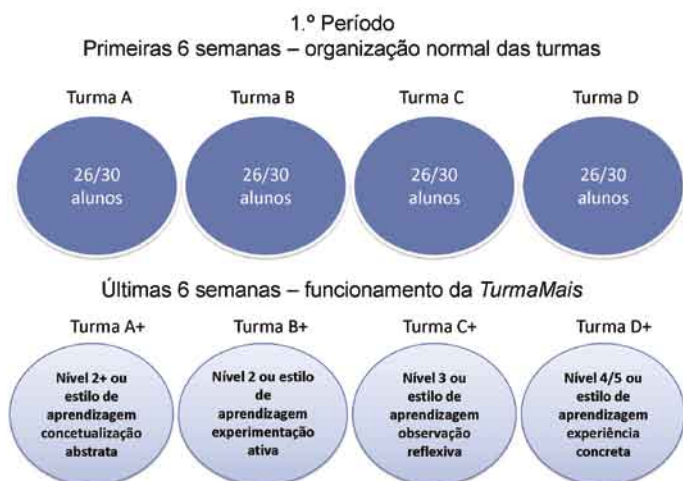 1.º Período
Primeiras 6 semanas – organização normal das turmas
Turma A
Turma B
Turma C
Turma D
26/30
alunos
26/30
alunos
26/30
alunos
26/30
alunos
Últimas 6 semanas – funcionamento da TurmaMais
Turma A+
Turma B+
Turma C+
Turma D+
Nível 2+ ou
estilo de
aprendizagem
concetualização
abstrata
Nível 2 ou estilo
de
aprendizagem
experimentação
ativa
Nível 3 ou
estilo de
aprendizagem
observação
reflexiva
Nível 4/5 ou
estilo de
aprendizagem
experiência
concreta